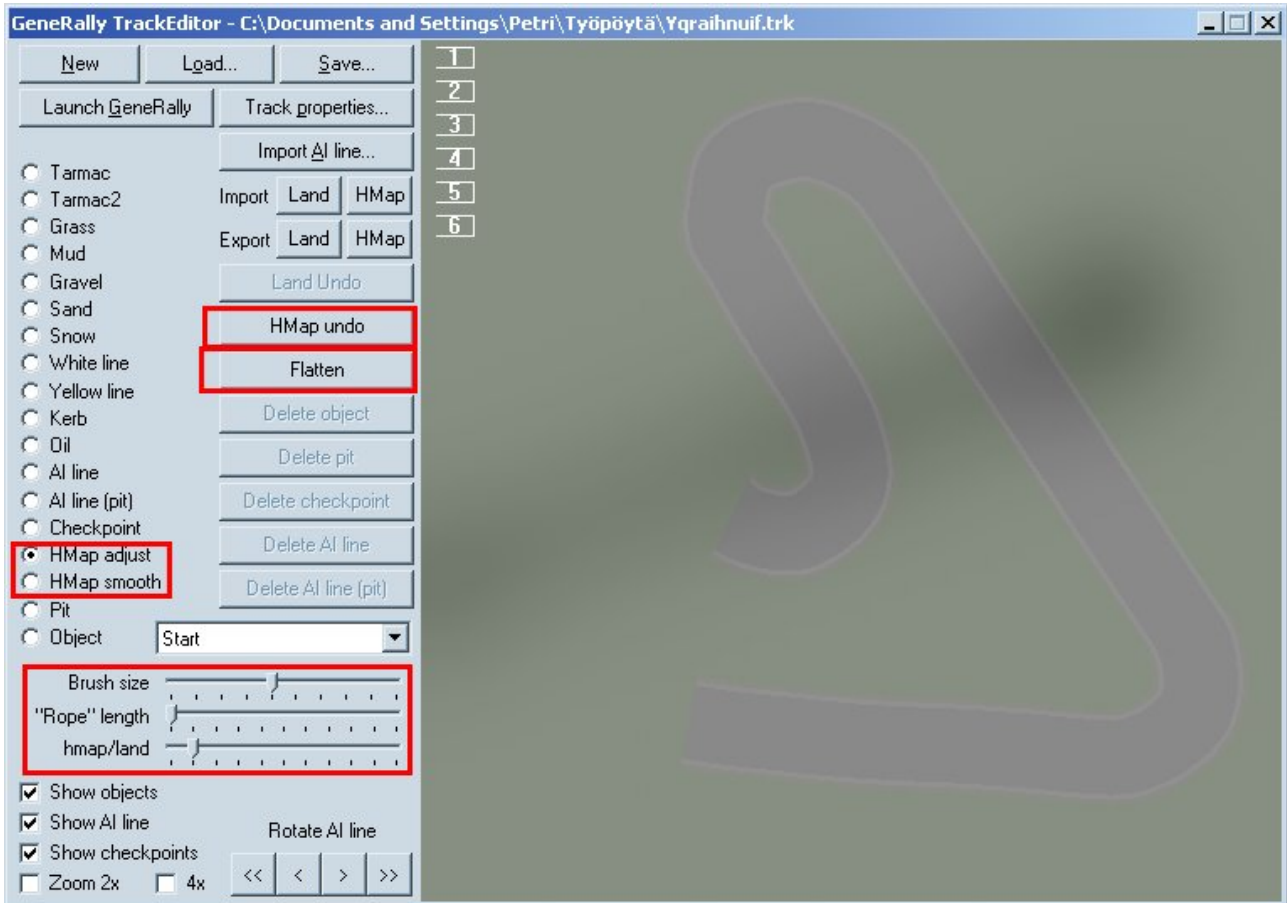 GeneRally TrackEditor - C:\Documents and Settings\Petri\Työpöytä\Yqraihnuif.trk
New Load... Save...
Launch GeneRally Track properties...
Import AI line...
Import Land HMap
Export Land HMap
Land Undo
HMap undo
Flatten
Delete object
Delete pit
Delete checkpoint
Delete AI line
Delete AI line (pit)
Tarmac
Tarmac2
Grass
Mud
Gravel
Sand
Snow
White line
Yellow line
Kerb
Oil
AI line
AI line (pit)
Checkpoint
HMap adjust
HMap smooth
Pit
Object Start
Brush size
"Rope" length
hmap/land
Show objects
Show AI line
Show checkpoints
Zoom 2x 4x
Rotate AI line
<< < > >>
1
2
3
4
5
6